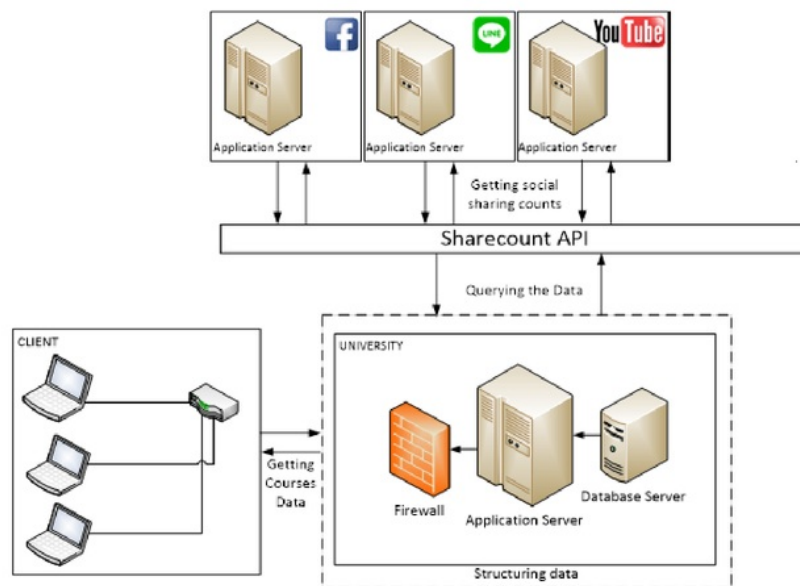 LINE
YouTube
Application Server
Application Server
Application Server
Getting social
sharing counts
Sharecount API
Querying the Data
CLIENT
UNIVERSITY
Getting
Courses
Data
Firewall
Application Server
Database Server
Structuring data